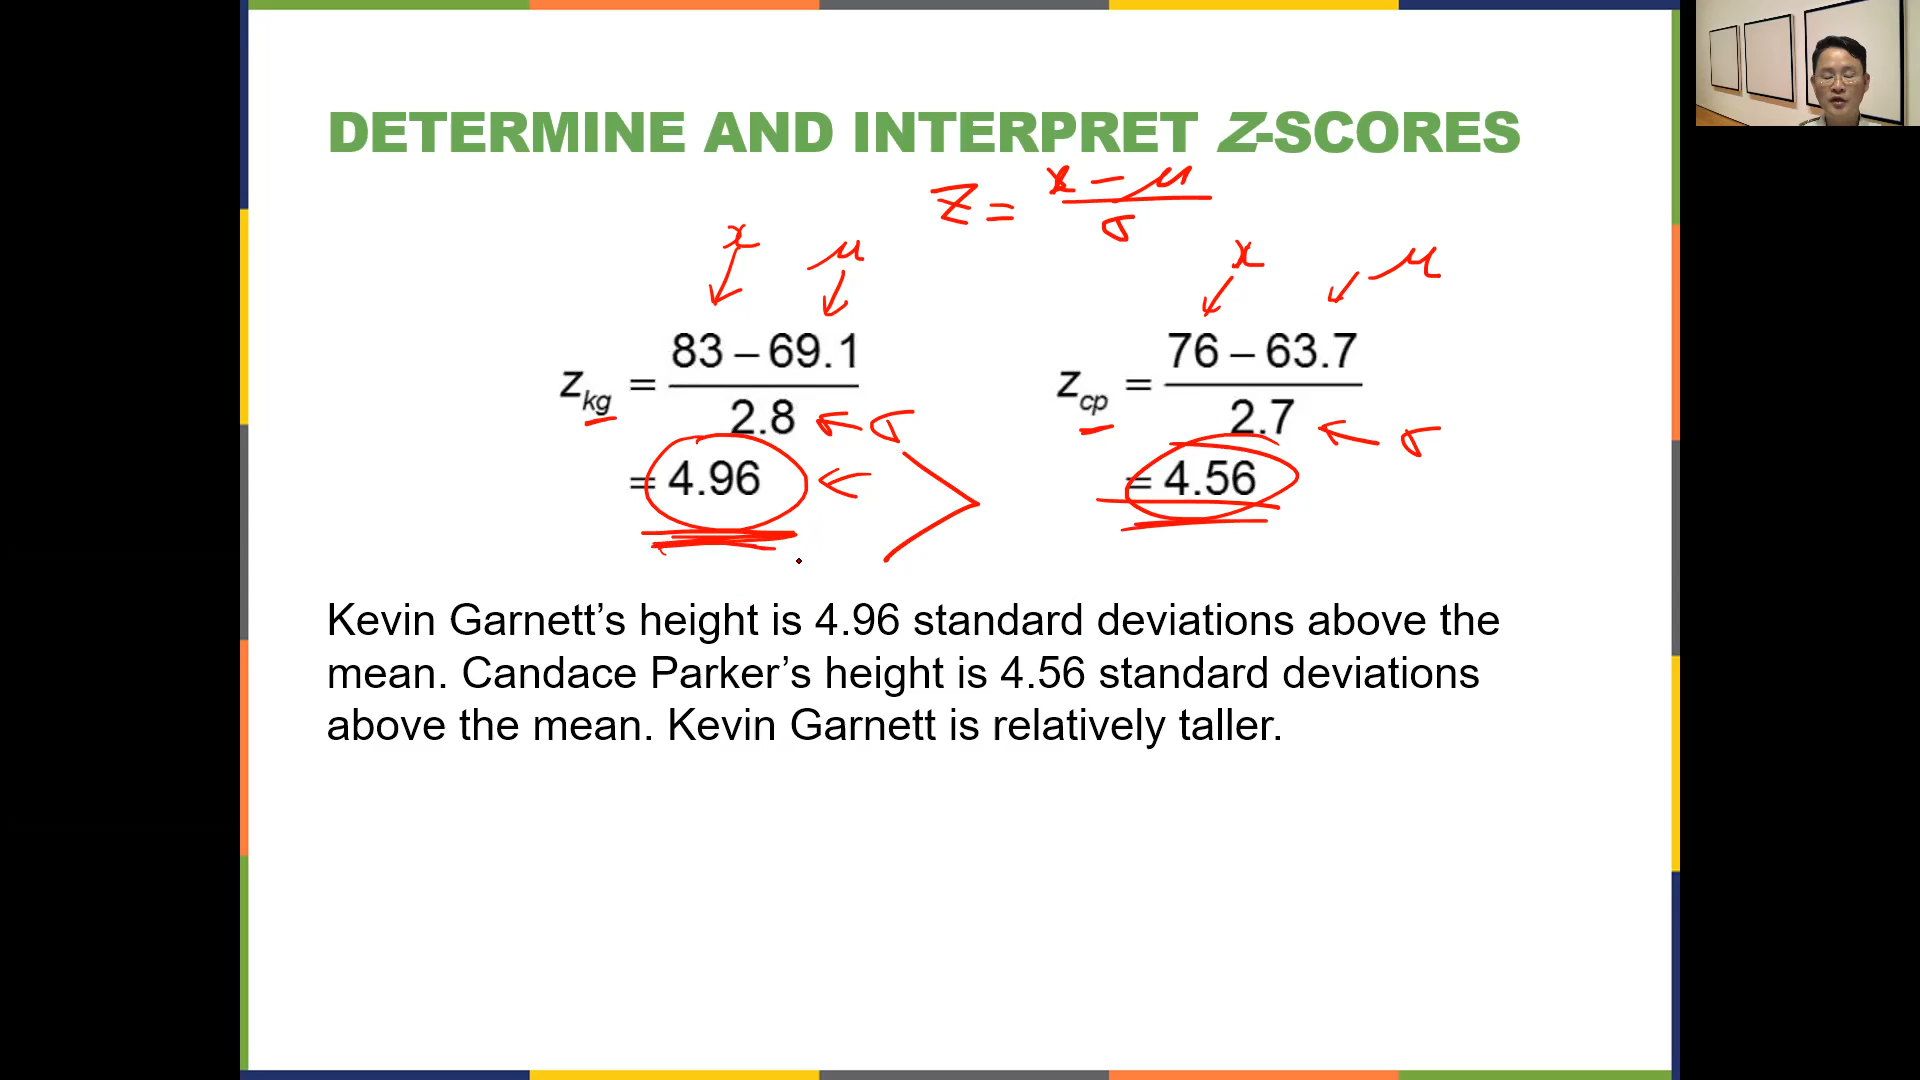 DETERMINE AND INTERPRET Z-SCORES
Z = x - μ / σ
x μ x μ
z_kg = 83 – 69.1 / 2.8 ← σ
= 4.96
z_cp = 76 – 63.7 / 2.7 ← σ
= 4.56
>
Kevin Garnett’s height is 4.96 standard deviations above the
mean. Candace Parker’s height is 4.56 standard deviations
above the mean. Kevin Garnett is relatively taller.